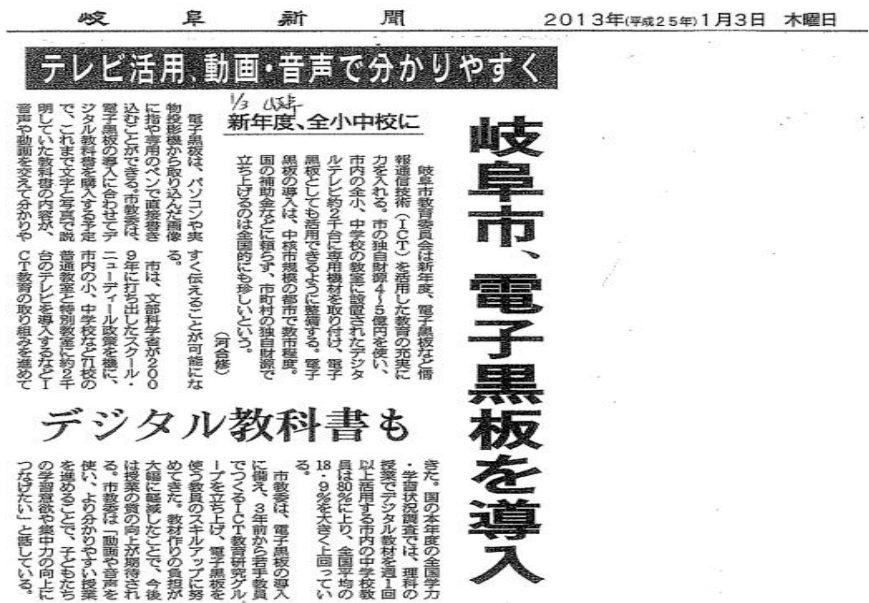 岐阜新聞
2013年(平成25年)1月3日 木曜日
テレビ活用、動画・音声で分かりやすく
岐阜市、電子黒板を導入
1/3
新年度、全小中校に
岐阜市教育委員会は新年度、電子黒板など情
報通信技術（ICT）を活用した教育の充実に
力を入れる。市の独自財源4～5億円を使い、
市内の全小、中学校の教室に設置されたデジタ
ルテレビ約2千台に専用機材を取り付け、電子
黒板としても活用できるように整備する。電子
黒板の導入は、中核市規模の都市で数市程度。
国の補助金などに頼らず、市町村の独自財源で
立ち上げるのは全国的にも珍しいという。
（河合修）
電子黒板は、パソコンや実
物投影機から取り込んだ画像
に指や専用のペンで直接書き
込むことができる。市教委は、
電子黒板の導入に合わせてデ
ジタル教科書を購入する予定
で、これまで文字と写真で説
明していた教科書の内容が、
音声や動画を交えて分かりや
すく伝えることが可能にな
る。
市は、文部科学省が200
9年に打ち出したスクール・
ニューディール政策を機に、
市内の小、中学校など71校の
普通教室と特別教室に約2千
台のテレビを導入するなどI
CT教育の取り組みを進めて
デジタル教科書も
きた。国の本年度の全国学力
・学習状況調査では、理科の
授業でデジタル教材を週1回
以上活用する市内の中学校教
員は80％に上り、全国平均の
18・9％を大きく上回ってい
る。
市教委は、電子黒板の導入
に備え、3年前から若手教員
でつくるICT教育研究グル
ープを立ち上げ、電子黒板を
使う教員のスキルアップに努
めてきた。教材作りの負担が
大幅に軽減したことで、今後
は授業の質の向上が期待され
る。市教委は「動画や音声を
使い、より分かりやすい授業
を進めることで、子どもたち
の学習意欲や集中力の向上に
つなげたい」と話している。